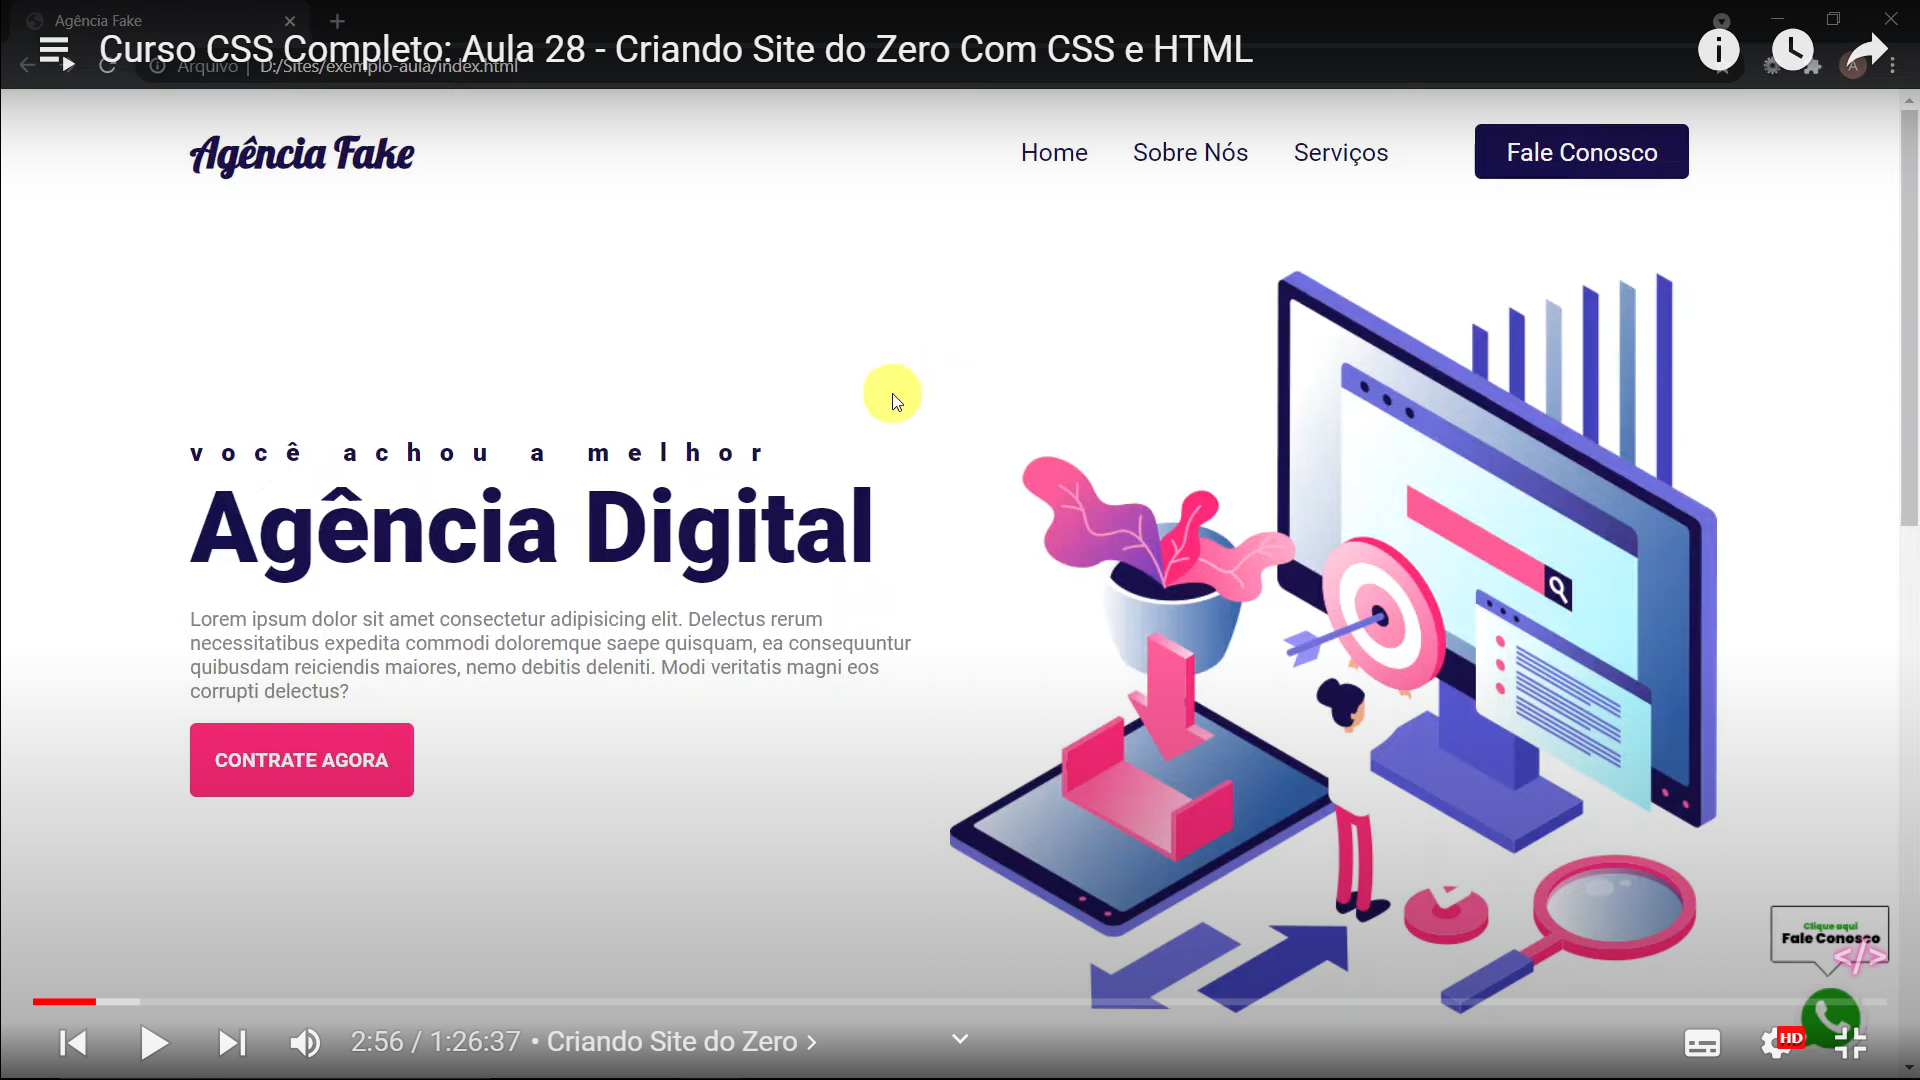 Agência Fake
Curso CSS Completo: Aula 28 - Criando Site do Zero Com CSS e HTML
Arquivo | D:/Sites/exemplo-aula/index.html
A
Agência Fake
Home Sobre Nós Serviços Fale Conosco
você achou a melhor
Agência Digital
Lorem ipsum dolor sit amet consectetur adipisicing elit. Delectus rerum
necessitatibus expedita commodi doloremque saepe quisquam, ea consequuntur
quibusdam reiciendis maiores, nemo debitis deleniti. Modi veritatis magni eos
corrupti delectus?
CONTRATE AGORA
Clique aqui
Fale Conosco
</>
2:56 / 1:26:37 • Criando Site do Zero >
HD